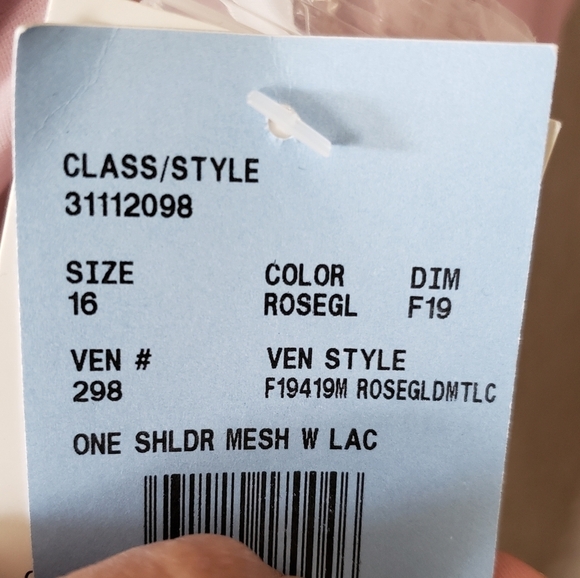 CLASS/STYLE
31112098
SIZE COLOR DIM
16 ROSEGL F19
VEN # VEN STYLE
298 F19419M ROSEGLDMTLC
ONE SHLDR MESH W LAC